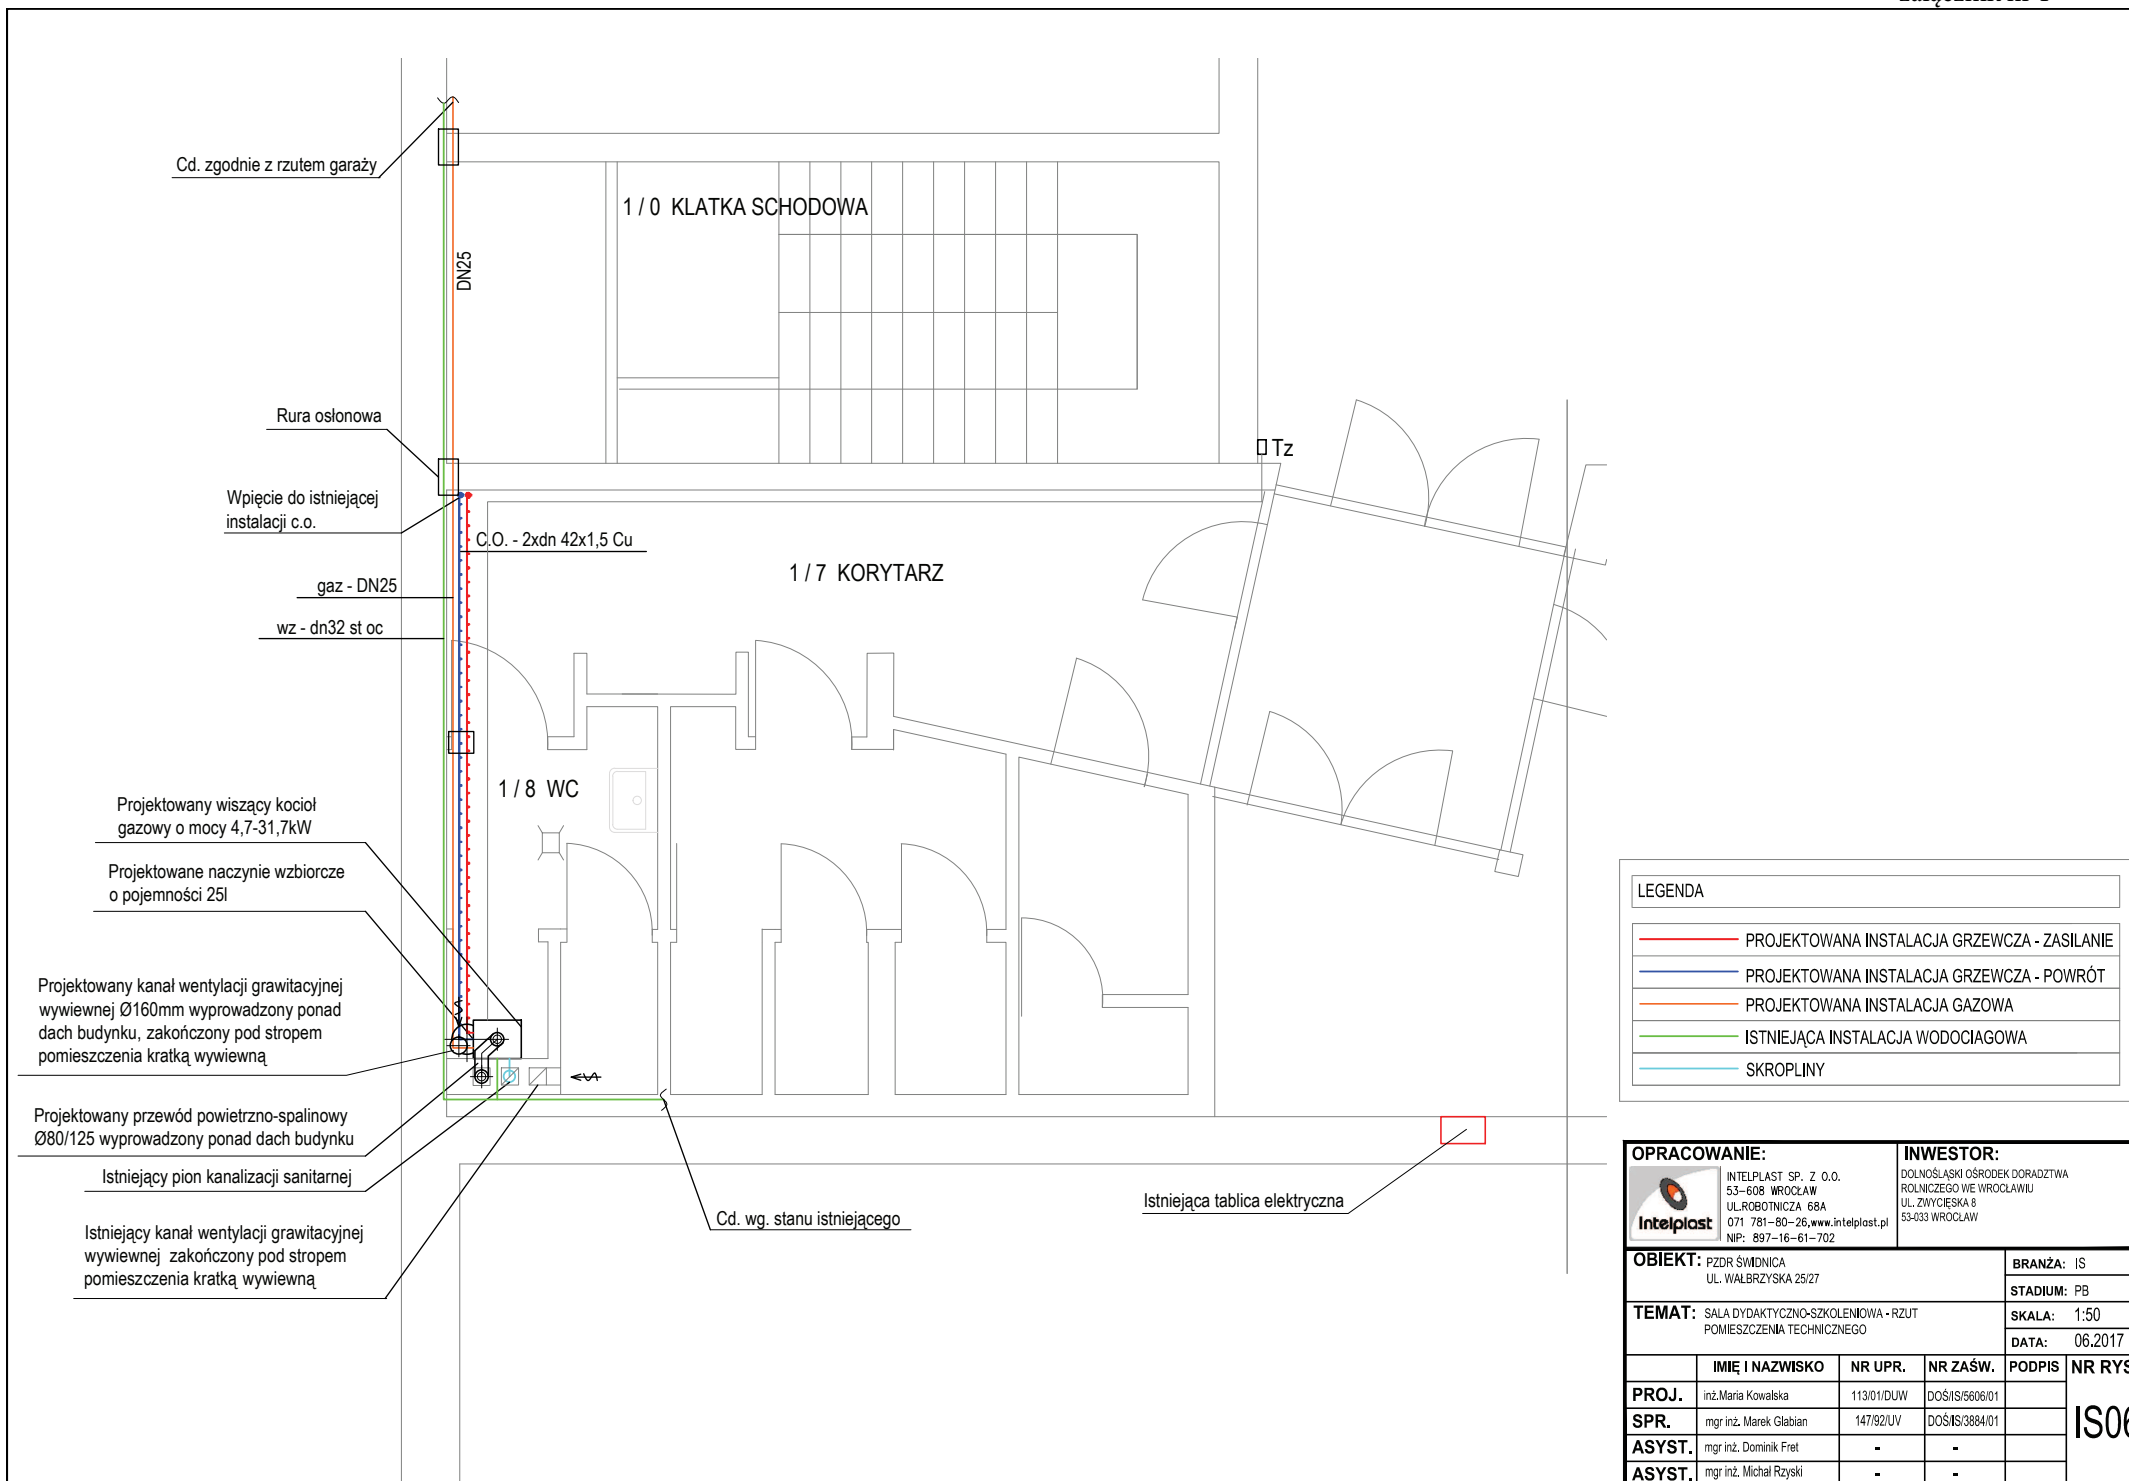 Cd. zgodnie z rzutem garaży
1 / 0 KLATKA SCHODOWA
DN25
Rura osłonowa
Tz
Wpięcie do istniejącej
instalacji c.o.
C.O. - 2xdn 42x1,5 Cu
1 / 7 KORYTARZ
gaz - DN25
wz - dn32 st oc
1 / 8 WC
Projektowany wiszący kocioł
gazowy o mocy 4,7-31,7kW
Projektowane naczynie wzbiorcze
o pojemności 25l
Projektowany kanał wentylacji grawitacyjnej
wywiewnej Ø160mm wyprowadzony ponad
dach budynku, zakończony pod stropem
pomieszczenia kratką wywiewną
Projektowany przewód powietrzno-spalinowy
Ø80/125 wyprowadzony ponad dach budynku
Istniejący pion kanalizacji sanitarnej
Istniejący kanał wentylacji grawitacyjnej
wywiewnej zakończony pod stropem
pomieszczenia kratką wywiewną
Cd. wg. stanu istniejącego
Istniejąca tablica elektryczna
LEGENDA
PROJEKTOWANA INSTALACJA GRZEWCZA - ZASILANIE
PROJEKTOWANA INSTALACJA GRZEWCZA - POWRÓT
PROJEKTOWANA INSTALACJA GAZOWA
ISTNIEJĄCA INSTALACJA WODOCIAGOWA
SKROPLINY
OPRACOWANIE:
Intelplast
INTELPLAST SP. Z O.O.
53-608 WROCŁAW
UL.ROBOTNICZA 68A
071 781-80-26,www.intelplast.pl
NIP: 897-16-61-702
INWESTOR:
DOLNOŚLĄSKI OŚRODEK DORADZTWA
ROLNICZEGO WE WROCŁAWIU
UL. ZWYCIĘSKA 8
53-033 WROCŁAW
OBIEKT: PZDR ŚWIDNICA
UL. WAŁBRZYSKA 25/27
BRANŻA: IS
STADIUM: PB
TEMAT: SALA DYDAKTYCZNO-SZKOLENIOWA - RZUT
POMIESZCZENIA TECHNICZNEGO
SKALA: 1:50
DATA: 06.2017
IMIĘ I NAZWISKO NR UPR. NR ZAŚW. PODPIS NR RYS
PROJ. inż.Maria Kowalska 113/01/DUW DOŚ/IS/5606/01
SPR. mgr inż. Marek Glabian 147/92/UV DOŚ/IS/3884/01
IS06
ASYST. mgr inż. Dominik Fret - -
ASYST. mgr inż. Michał Rzyski - -